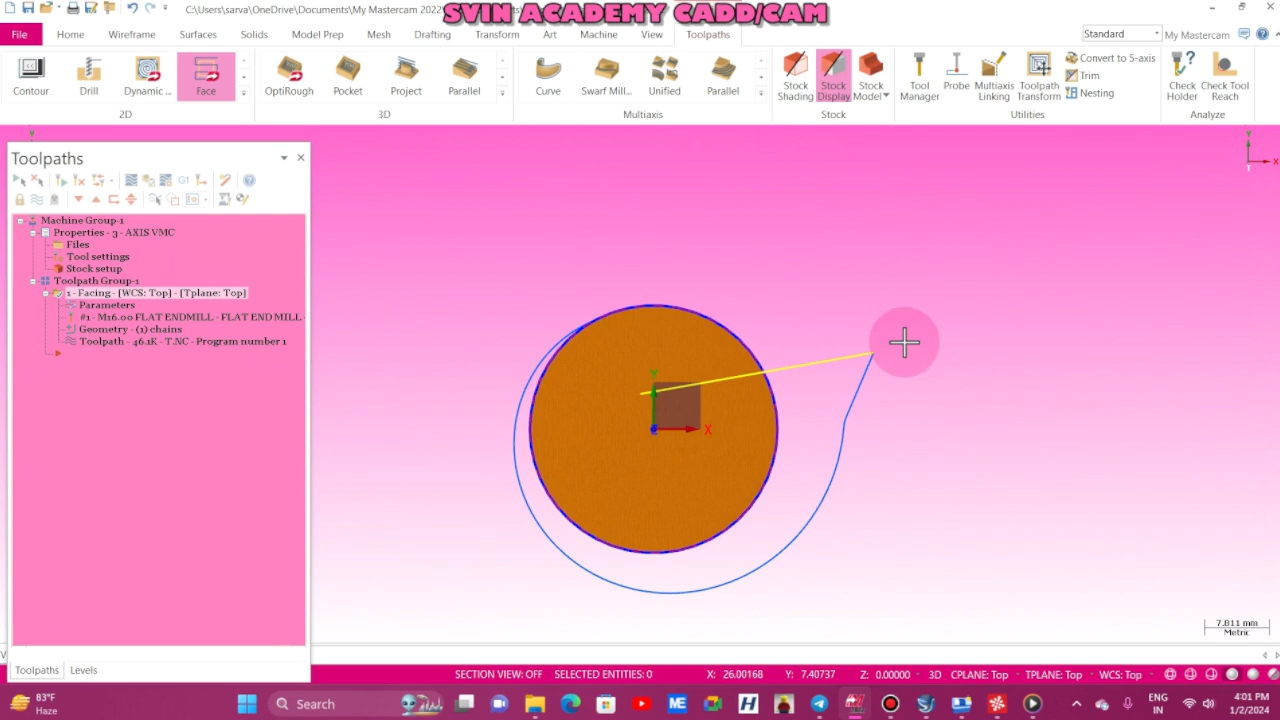 SVIN ACADEMY CADD/CAM
C:\Users\sarva\OneDrive\Documents\My Mastercam 2022\
File Home Wireframe Surfaces Solids Model Prep Mesh Drafting Transform Art Machine View Toolpaths
Standard My Mastercam
Contour Drill Dynamic ... Face
2D
OptiRough Pocket Project Parallel
3D
Curve Swarf Mill... Unified Parallel
Multiaxis
Stock Shading Stock Display Stock Model
Stock
Tool Manager Probe Multiaxis Linking Toolpath Transform
Convert to 5-axis
Trim
Nesting
Utilities
Check Holder Check Tool Reach
Analyze
Toolpaths
G1
Machine Group-1
Properties - 3 - AXIS VMC
Files
Tool settings
Stock setup
Toolpath Group-1
1 - Facing - [WCS: Top] - [Tplane: Top]
Parameters
#1 - M16.00 FLAT ENDMILL - FLAT END MILL -
Geometry - (1) chains
Toolpath - 46.1K - T.NC - Program number 1
Y
X
Y
X
Z
7.811 mm
Metric
Toolpaths Levels
SECTION VIEW: OFF SELECTED ENTITIES: 0 X: 26.00168 Y: 7.40737 Z: 0.00000 3D CPLANE: Top TPLANE: Top WCS: Top
83°F
Haze
Search
ME
H
ENG
IN
4:01 PM
1/2/2024